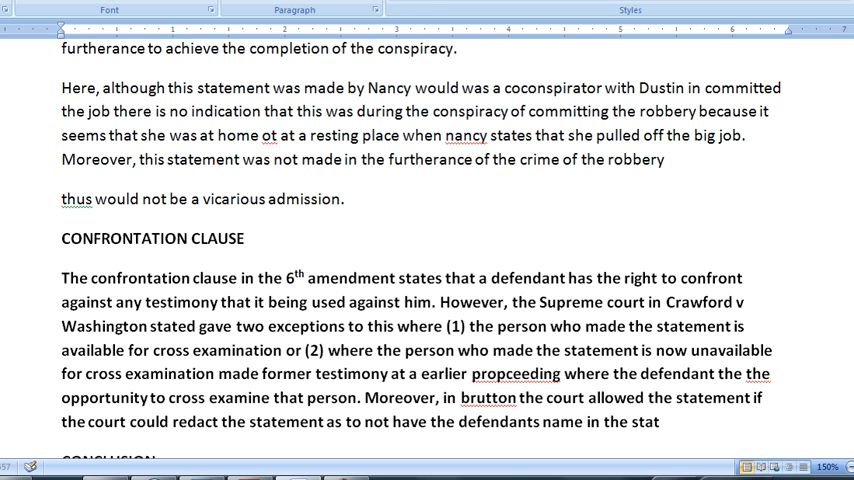 Font Paragraph Styles
1 2 3 4 5 6 7
furtherance to achieve the completion of the conspiracy.
Here, although this statement was made by Nancy would was a coconspirator with Dustin in committed
the job there is no indication that this was during the conspiracy of committing the robbery because it
seems that she was at home ot at a resting place when nancy states that she pulled off the big job.
Moreover, this statement was not made in the furtherance of the crime of the robbery
thus would not be a vicarious admission.
CONFRONTATION CLAUSE
The confrontation clause in the 6th amendment states that a defendant has the right to confront
against any testimony that it being used against him. However, the Supreme court in Crawford v
Washington stated gave two exceptions to this where (1) the person who made the statement is
available for cross examination or (2) where the person who made the statement is now unavailable
for cross examination made former testimony at a earlier propceeding where the defendant the the
opportunity to cross examine that person. Moreover, in brutton the court allowed the statement if
the court could redact the statement as to not have the defendants name in the stat
CONCLUSION
557 150%